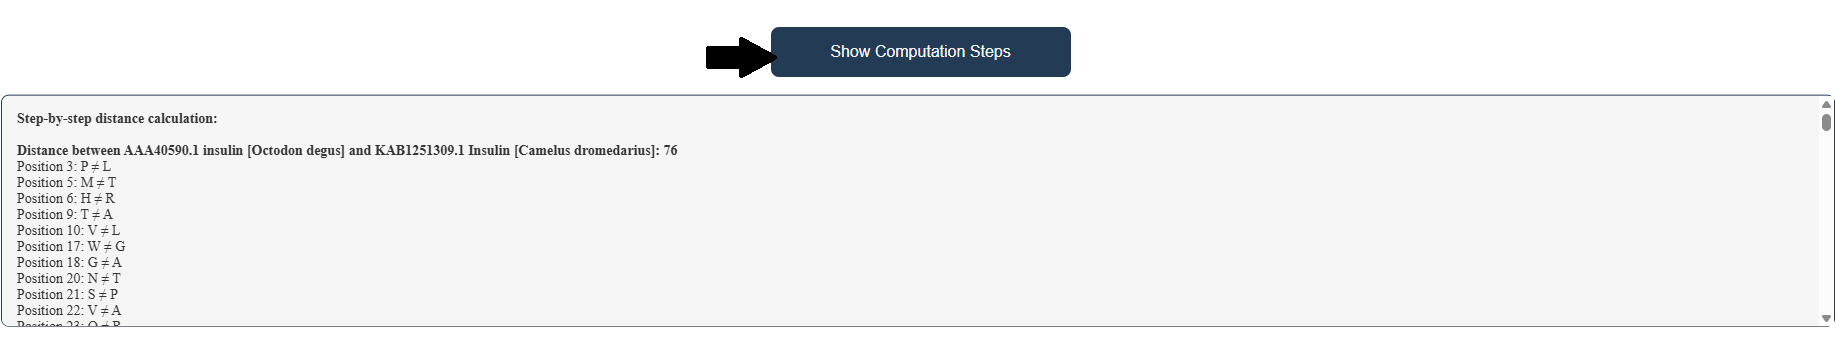 Show Computation Steps
Step-by-step distance calculation:
Distance between AAA40590.1 insulin [Octodon degus] and KAB1251309.1 Insulin [Camelus dromedarius]: 76
Position 3: P ≠ L
Position 5: M ≠ T
Position 6: H ≠ R
Position 9: T ≠ A
Position 10: V ≠ L
Position 17: W ≠ G
Position 18: G ≠ A
Position 20: N ≠ T
Position 21: S ≠ P
Position 22: V ≠ A
Position 23: